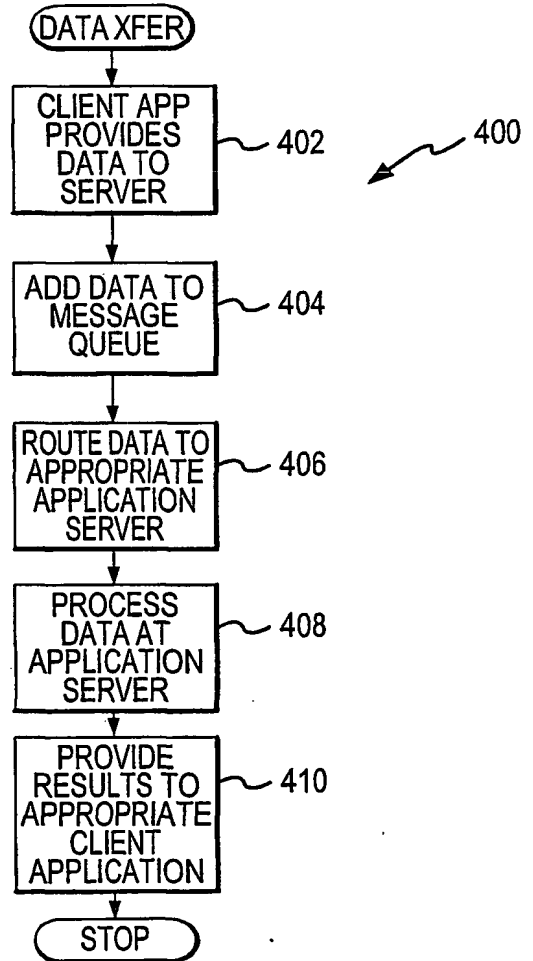 DATA XFER
CLIENT APP
PROVIDES
DATA TO
SERVER
402
400
ADD DATA TO
MESSAGE
QUEUE
404
ROUTE DATA TO
APPROPRIATE
APPLICATION
SERVER
406
PROCESS
DATA AT
APPLICATION
SERVER
408
PROVIDE
RESULTS TO
APPROPRIATE
CLIENT
APPLICATION
410
STOP